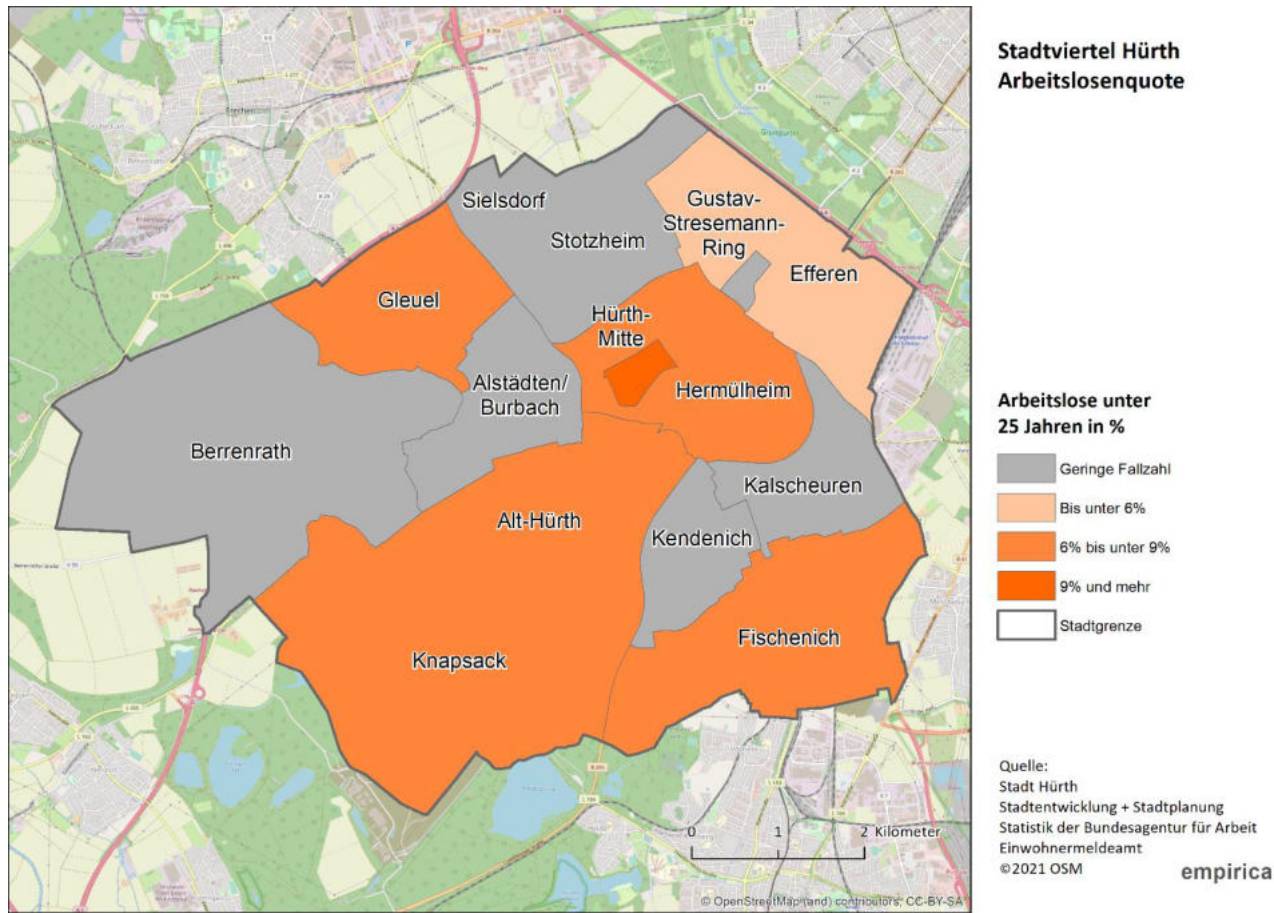 Stadtviertel Hürth
Arbeitslosenquote
Sielsdorf
Stotzheim
Gustav-
Stresemann-
Ring
Efferen
Gleuel
Hürth-
Mitte
Hermülheim
Alstädten/
Burbach
Berrenrath
Kalscheuren
Alt-Hürth
Kendenich
Fischenich
Knapsack
Arbeitslose unter
25 Jahren in %
Geringe Fallzahl
Bis unter 6%
6% bis unter 9%
9% und mehr
Stadtgrenze
0 1 2 Kilometer
© OpenStreetMap (and) contributors, CC-BY-SA
Quelle:
Stadt Hürth
Stadtentwicklung + Stadtplanung
Statistik der Bundesagentur für Arbeit
Einwohnermeldeamt
©2021 OSM
empirica